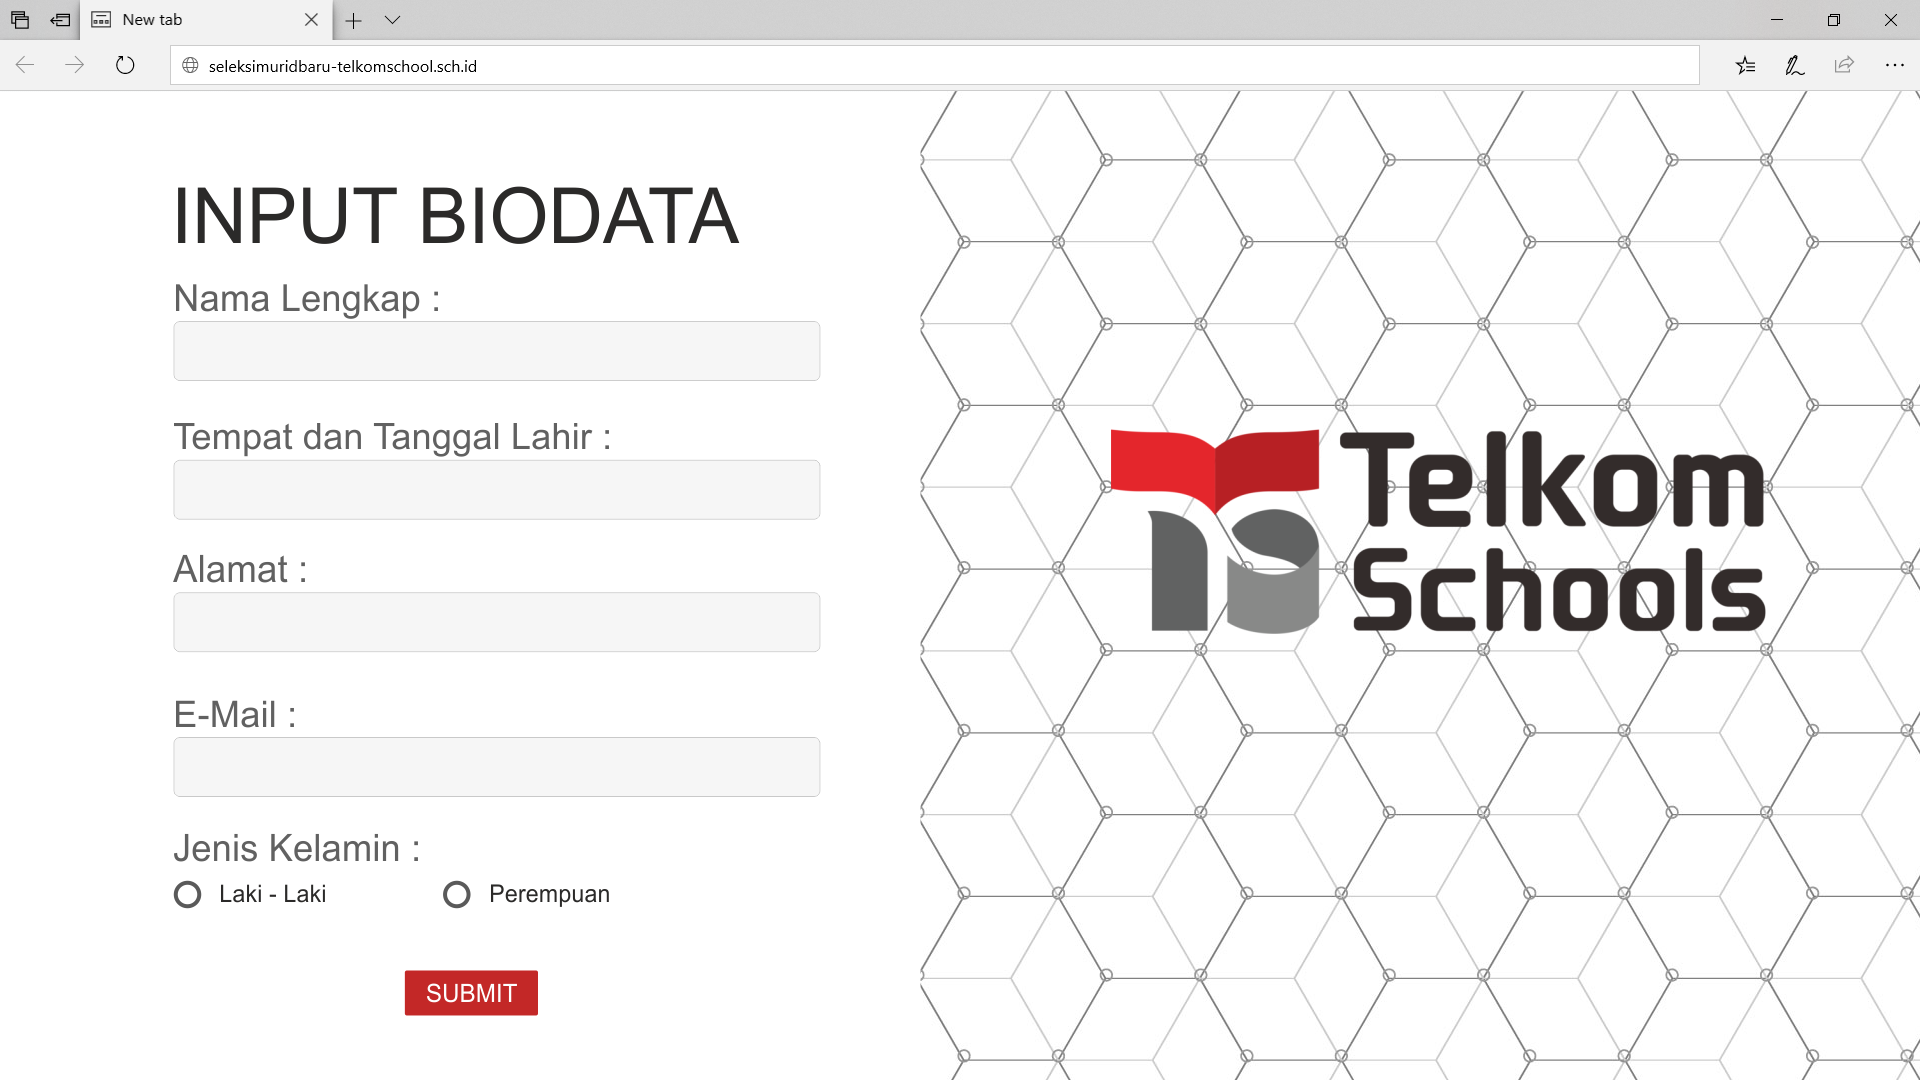 New tab
seleksimuridbaru-telkomschool.sch.id
INPUT BIODATA
Nama Lengkap :
Tempat dan Tanggal Lahir :
Alamat :
E-Mail :
Jenis Kelamin :
Laki - Laki
Perempuan
SUBMIT
Telkom
Schools